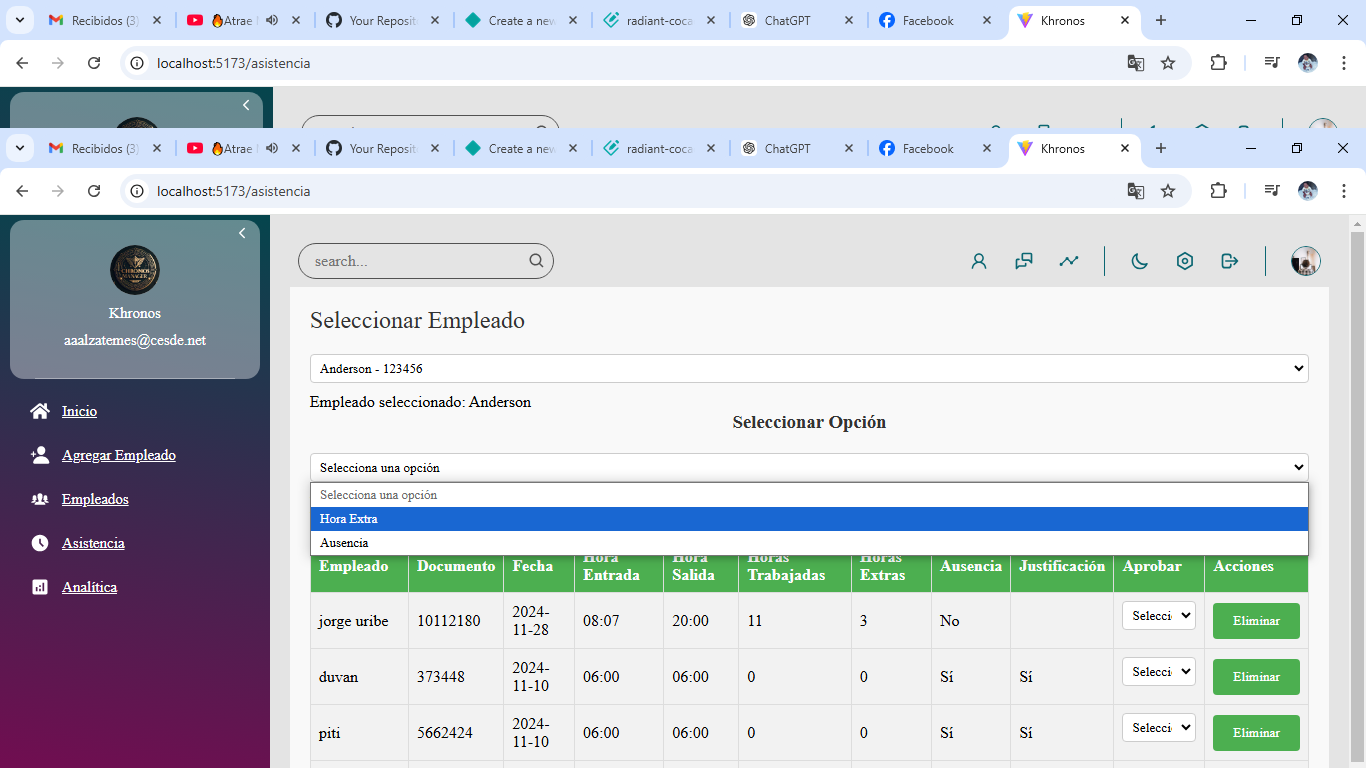 Recibidos (3)
🔥Atrae
Your Reposit
Create a new
radiant-coca
ChatGPT
Facebook
Khronos
localhost:5173/asistencia
Recibidos (3)
🔥Atrae
Your Reposit
Create a new
radiant-coca
ChatGPT
Facebook
Khronos
localhost:5173/asistencia
CHRONOS
MANAGER
Khronos
aaalzatemes@cesde.net
Inicio
Agregar Empleado
Empleados
Asistencia
Analítica
search...
Seleccionar Empleado
Anderson - 123456
Empleado seleccionado: Anderson
Seleccionar Opción
Selecciona una opción
Selecciona una opción
Hora Extra
Ausencia
Empleado Documento Fecha Hora Entrada Hora Salida Horas Trabajadas Horas Extras Ausencia Justificación Aprobar Acciones
jorge uribe 10112180 2024-11-28 08:07 20:00 11 3 No Selecci Eliminar
duvan 373448 2024-11-10 06:00 06:00 0 0 Sí Sí Selecci Eliminar
piti 5662424 2024-11-10 06:00 06:00 0 0 Sí Sí Selecci Eliminar